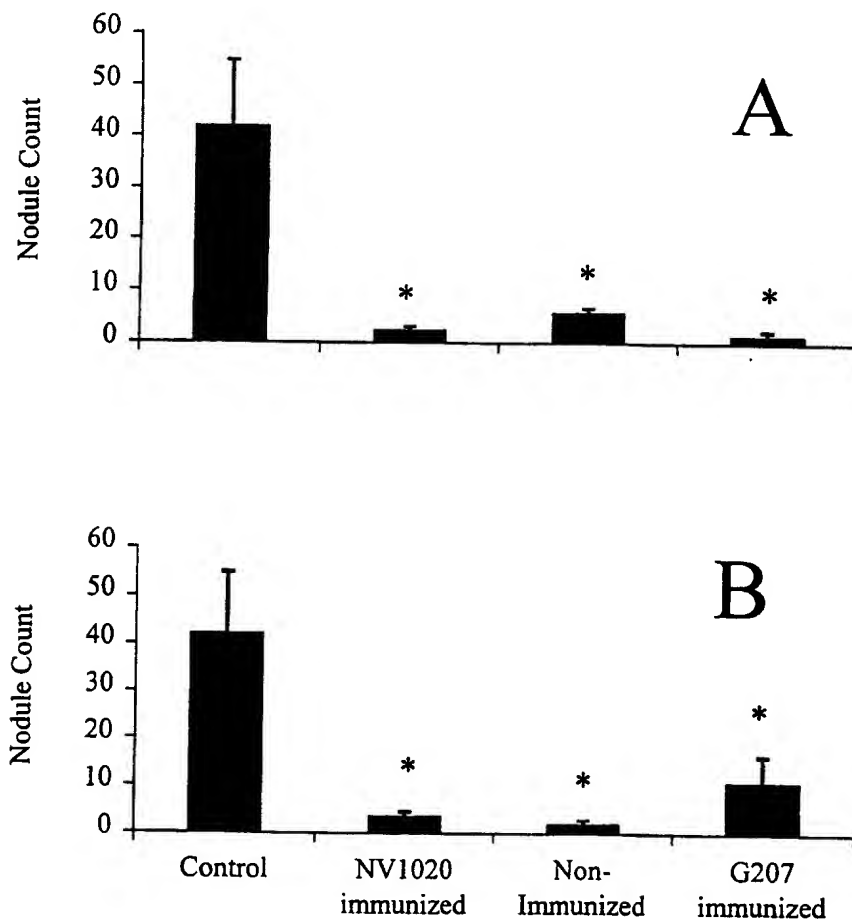 60
50
40
30
20
10
0
Nodule Count
A
*
*
*
60
50
40
30
20
10
0
Nodule Count
B
*
*
*
Control
NV1020
immunized
Non-
Immunized
G207
immunized